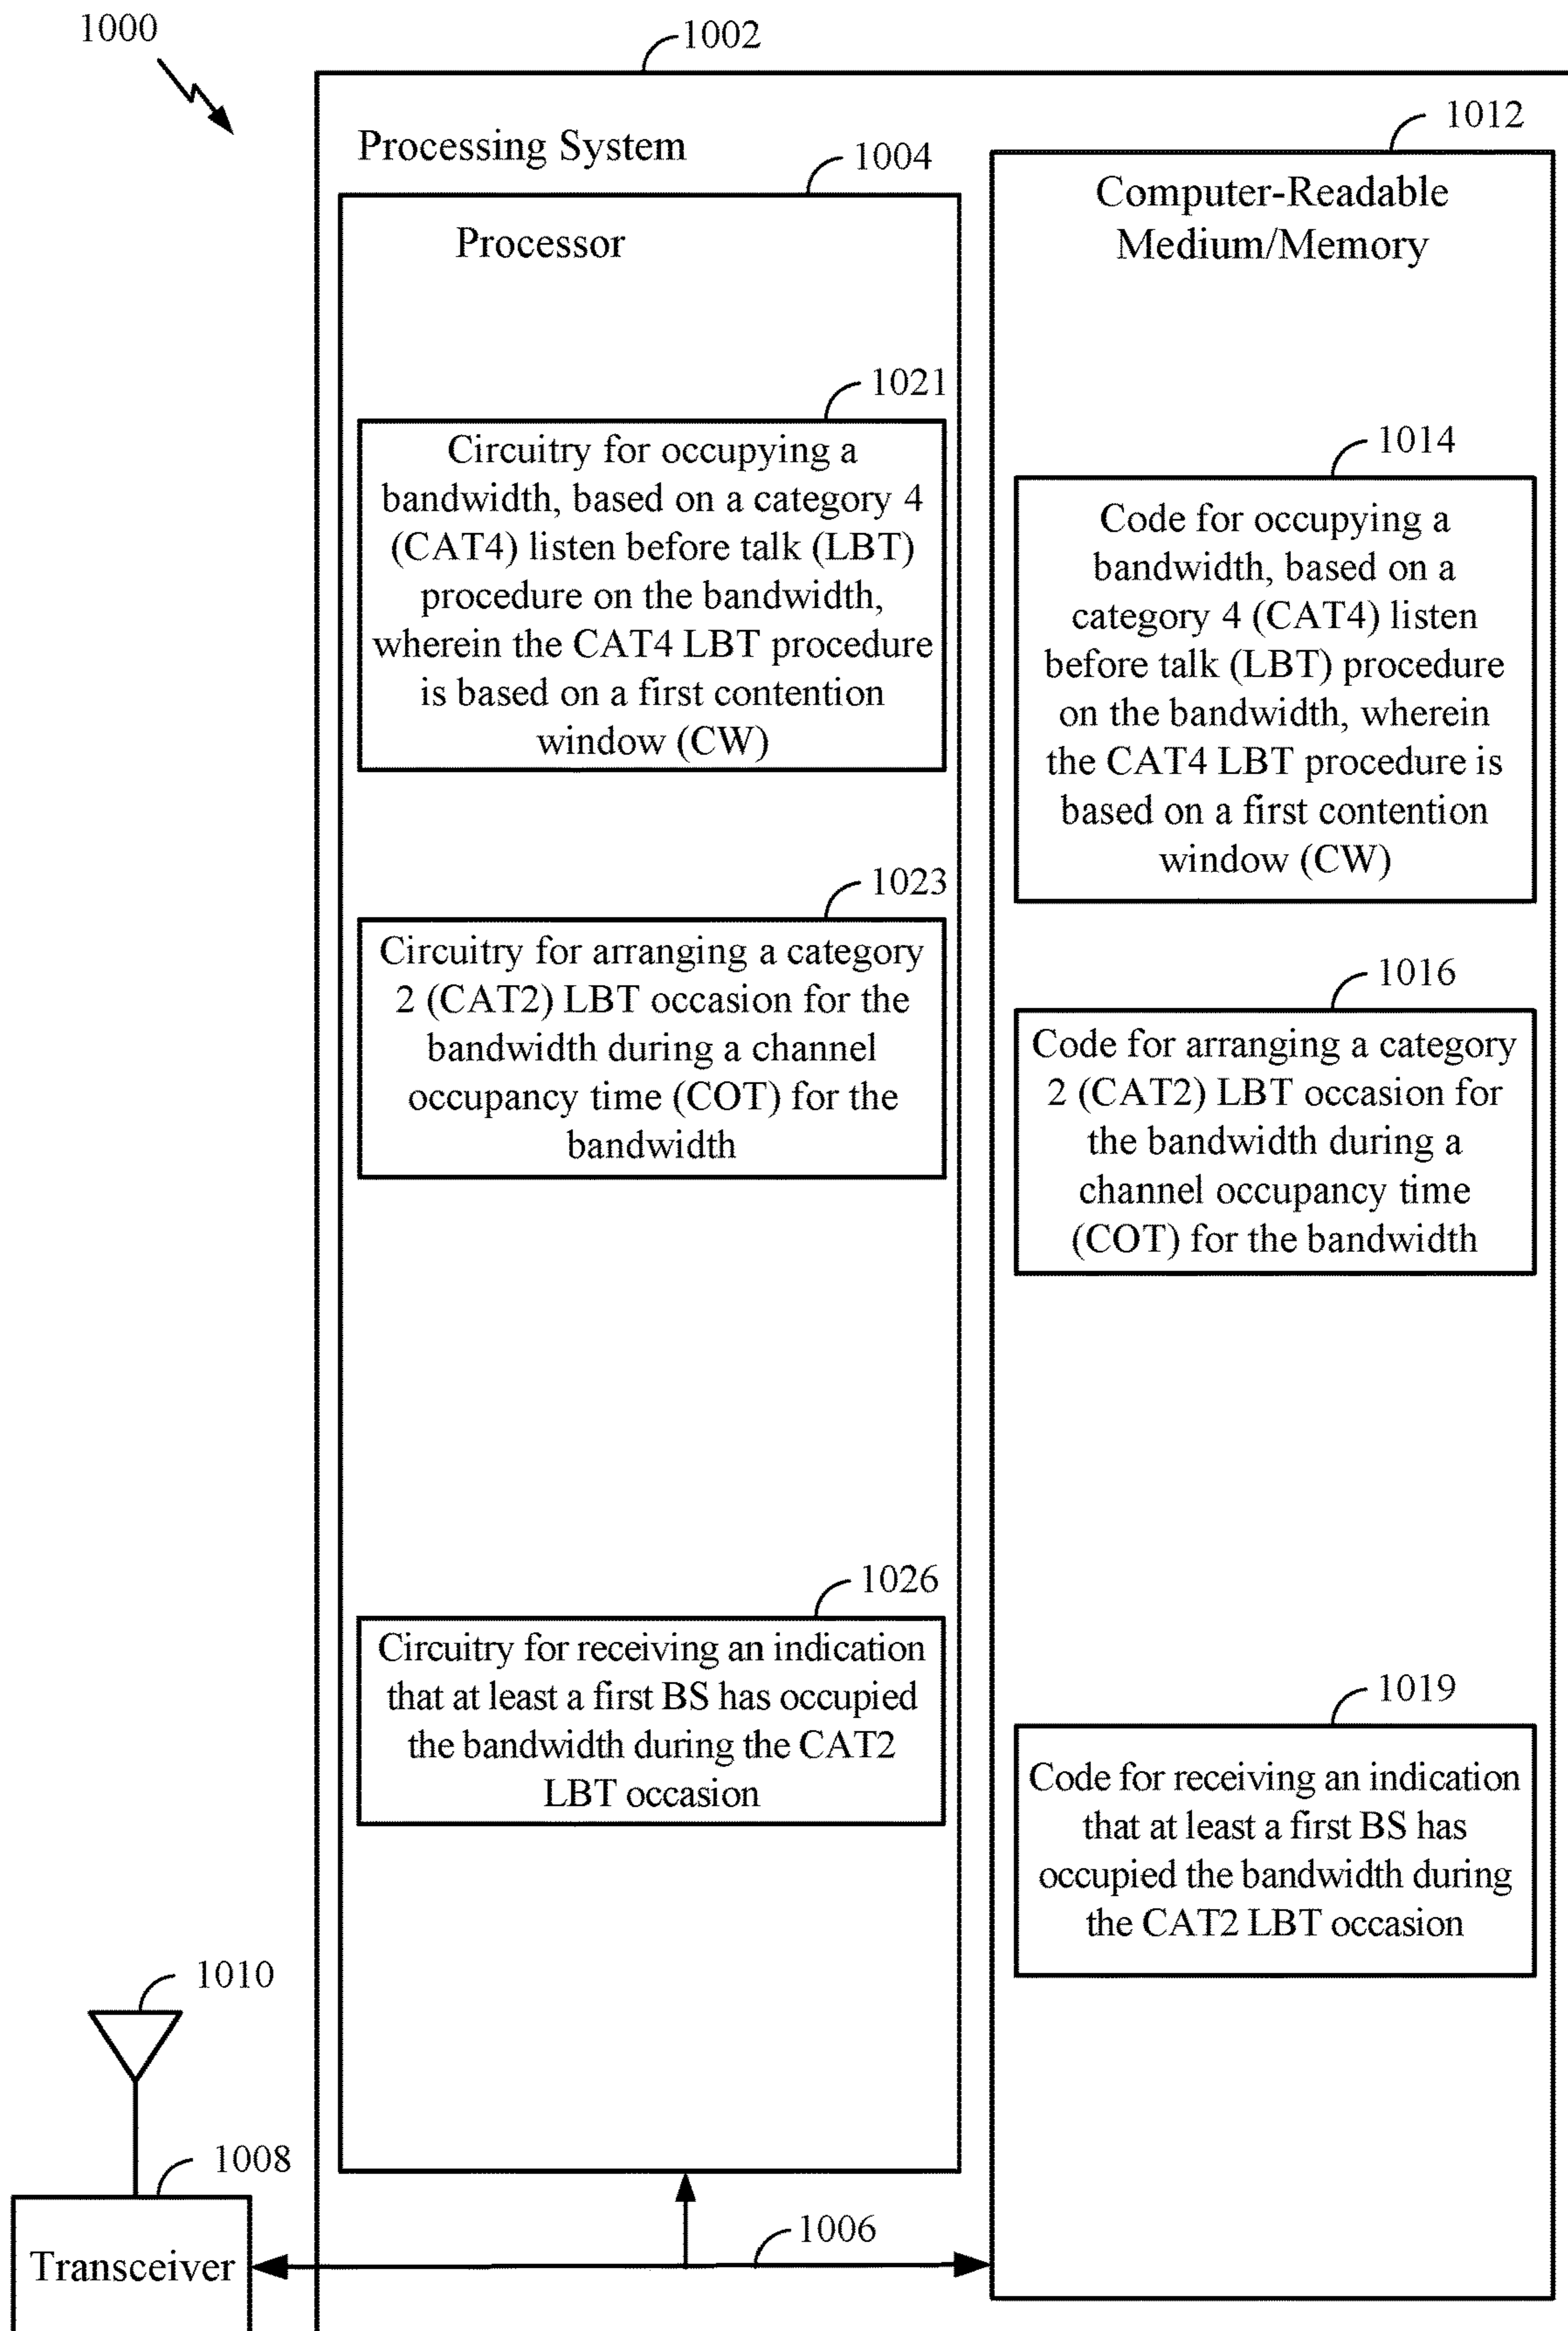 1000
1002
Processing System
1004
Processor
1021
Circuitry for occupying a
bandwidth, based on a category 4
(CAT4) listen before talk (LBT)
procedure on the bandwidth,
wherein the CAT4 LBT procedure
is based on a first contention
window (CW)
1023
Circuitry for arranging a category
2 (CAT2) LBT occasion for the
bandwidth during a channel
occupancy time (COT) for the
bandwidth
1026
Circuitry for receiving an indication
that at least a first BS has occupied
the bandwidth during the CAT2
LBT occasion
1012
Computer-Readable
Medium/Memory
1014
Code for occupying a
bandwidth, based on a
category 4 (CAT4) listen
before talk (LBT) procedure
on the bandwidth, wherein
the CAT4 LBT procedure is
based on a first contention
window (CW)
1016
Code for arranging a category
2 (CAT2) LBT occasion for
the bandwidth during a
channel occupancy time
(COT) for the bandwidth
1019
Code for receiving an indication
that at least a first BS has
occupied the bandwidth during
the CAT2 LBT occasion
1010
1008
Transceiver
1006